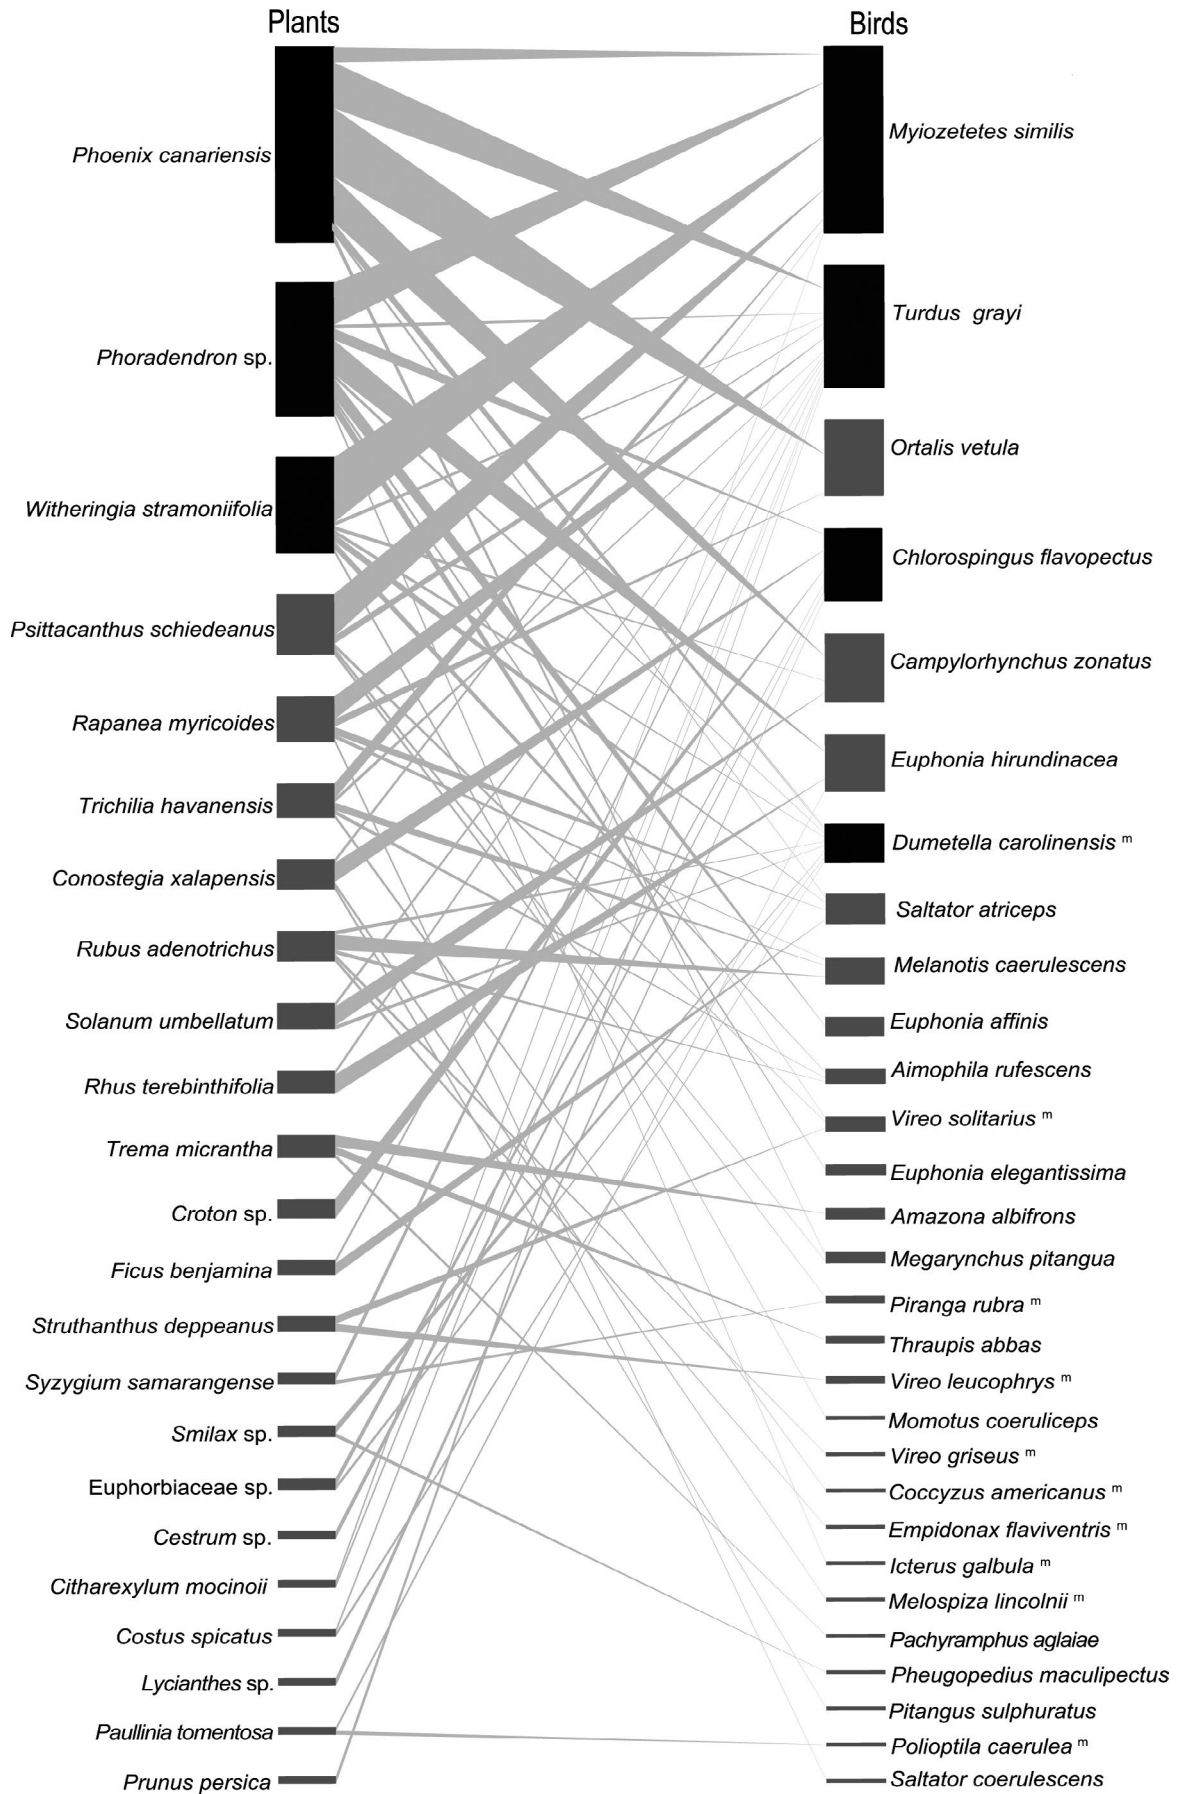 Plants
Phoenix canariensis
Phoradendron sp.
Witheringia stramoniifolia
Psittacanthus schiedeanus
Rapanea myricoides
Trichilia havanensis
Conostegia xalapensis
Rubus adenotrichus
Solanum umbellatum
Rhus terebinthifolia
Trema micrantha
Croton sp.
Ficus benjamina
Struthanthus deppeanus
Syzygium samarangense
Smilax sp.
Euphorbiaceae sp.
Cestrum sp.
Citharexylum mocinoii
Costus spicatus
Lycianthes sp.
Paullinia tomentosa
Prunus persica
Birds
Myiozetetes similis
Turdus grayi
Ortalis vetula
Chlorospingus flavopectus
Campylorhynchus zonatus
Euphonia hirundinacea
Dumetella carolinensis m
Saltator atriceps
Melanotis caerulescens
Euphonia affinis
Aimophila rufescens
Vireo solitarius m
Euphonia elegantissima
Amazona albifrons
Megarynchus pitangua
Piranga rubra m
Thraupis abbas
Vireo leucophrys m
Momotus coeruliceps
Vireo griseus m
Coccyzus americanus m
Empidonax flaviventris m
Icterus galbula m
Melospiza lincolnii m
Pachyramphus aglaiae
Pheugopedius maculipectus
Pitangus sulphuratus
Polioptila caerulea m
Saltator coerulescens